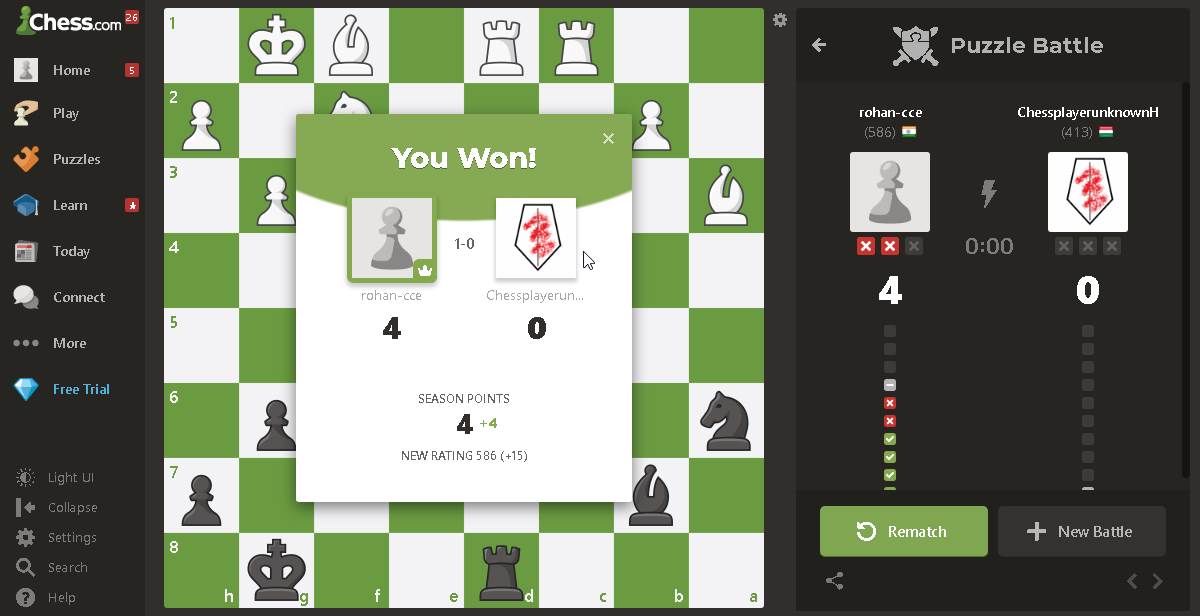 Chess.com 26
Home 5
Play
Puzzles
Learn
Today
Connect
More
Free Trial
Light UI
Collapse
Settings
Search
Help
1
2
3
4
5
6
7
8
h g f e d c b a
You Won!
1-0
rohan-cce Chessplayerun...
4 0
SEASON POINTS
4 +4
NEW RATING 586 (+15)
Puzzle Battle
rohan-cce ChessplayerunknownH
(586) (413)
0:00
4 0
Rematch New Battle